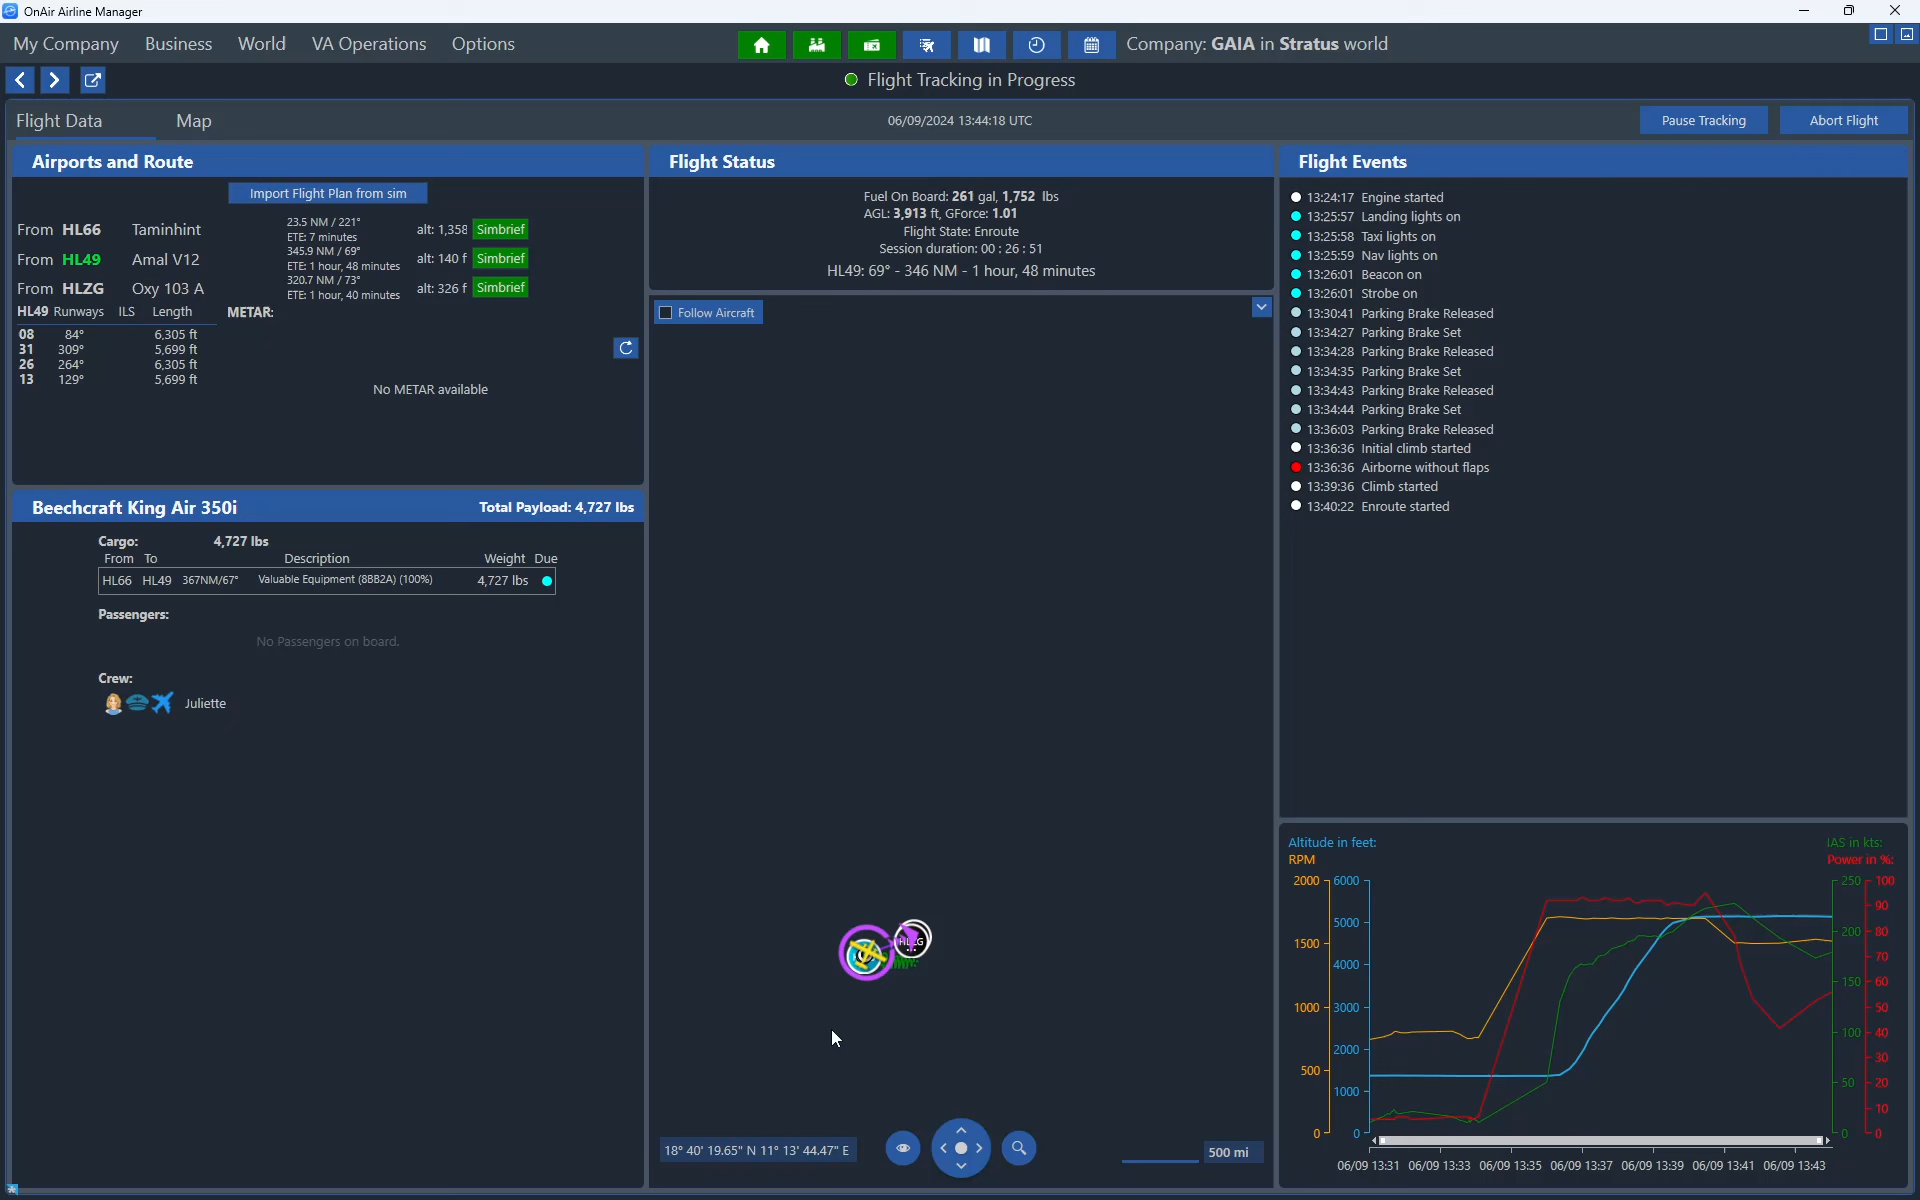 OnAir Airline Manager
My Company Business World VA Operations Options
Company: GAIA in Stratus world
Flight Tracking in Progress
Flight Data Map
06/09/2024 13:44:18 UTC
Pause Tracking Abort Flight
Airports and Route
Import Flight Plan from sim
From HL66 Taminhint 23.5 NM / 221° ETE: 7 minutes alt: 1,358 Simbrief
From HL49 Amal V12 345.9 NM / 69° ETE: 1 hour, 48 minutes alt: 140 f Simbrief
From HLZG Oxy 103 A 320.7 NM / 73° ETE: 1 hour, 40 minutes alt: 326 f Simbrief
HL49 Runways ILS Length METAR:
08 84° 6,305 ft
31 309° 5,699 ft
26 264° 6,305 ft
13 129° 5,699 ft
No METAR available
Beechcraft King Air 350i Total Payload: 4,727 lbs
Cargo: 4,727 lbs
From To Description Weight Due
HL66 HL49 367NM/67° Valuable Equipment (8BB2A) (100%) 4,727 lbs
Passengers:
No Passengers on board.
Crew:
Juliette
Flight Status
Fuel On Board: 261 gal, 1,752 lbs
AGL: 3,913 ft, GForce: 1.01
Flight State: Enroute
Session duration: 00 : 26 : 51
HL49: 69° - 346 NM - 1 hour, 48 minutes
Follow Aircraft
HLZG
18° 40' 19.65" N 11° 13' 44.47" E
500 mi
Flight Events
13:24:17 Engine started
13:25:57 Landing lights on
13:25:58 Taxi lights on
13:25:59 Nav lights on
13:26:01 Beacon on
13:26:01 Strobe on
13:30:41 Parking Brake Released
13:34:27 Parking Brake Set
13:34:28 Parking Brake Released
13:34:35 Parking Brake Set
13:34:43 Parking Brake Released
13:34:44 Parking Brake Set
13:36:03 Parking Brake Released
13:36:36 Initial climb started
13:36:36 Airborne without flaps
13:39:36 Climb started
13:40:22 Enroute started
Altitude in feet: IAS in kts:
RPM Power in %:
2000 6000 250 100
90
5000
200 80
1500
4000 70
150 60
1000 3000 50
100 40
2000
30
500
1000 50 20
10
0 0 0 0
06/09 13:31 06/09 13:33 06/09 13:35 06/09 13:37 06/09 13:39 06/09 13:41 06/09 13:43